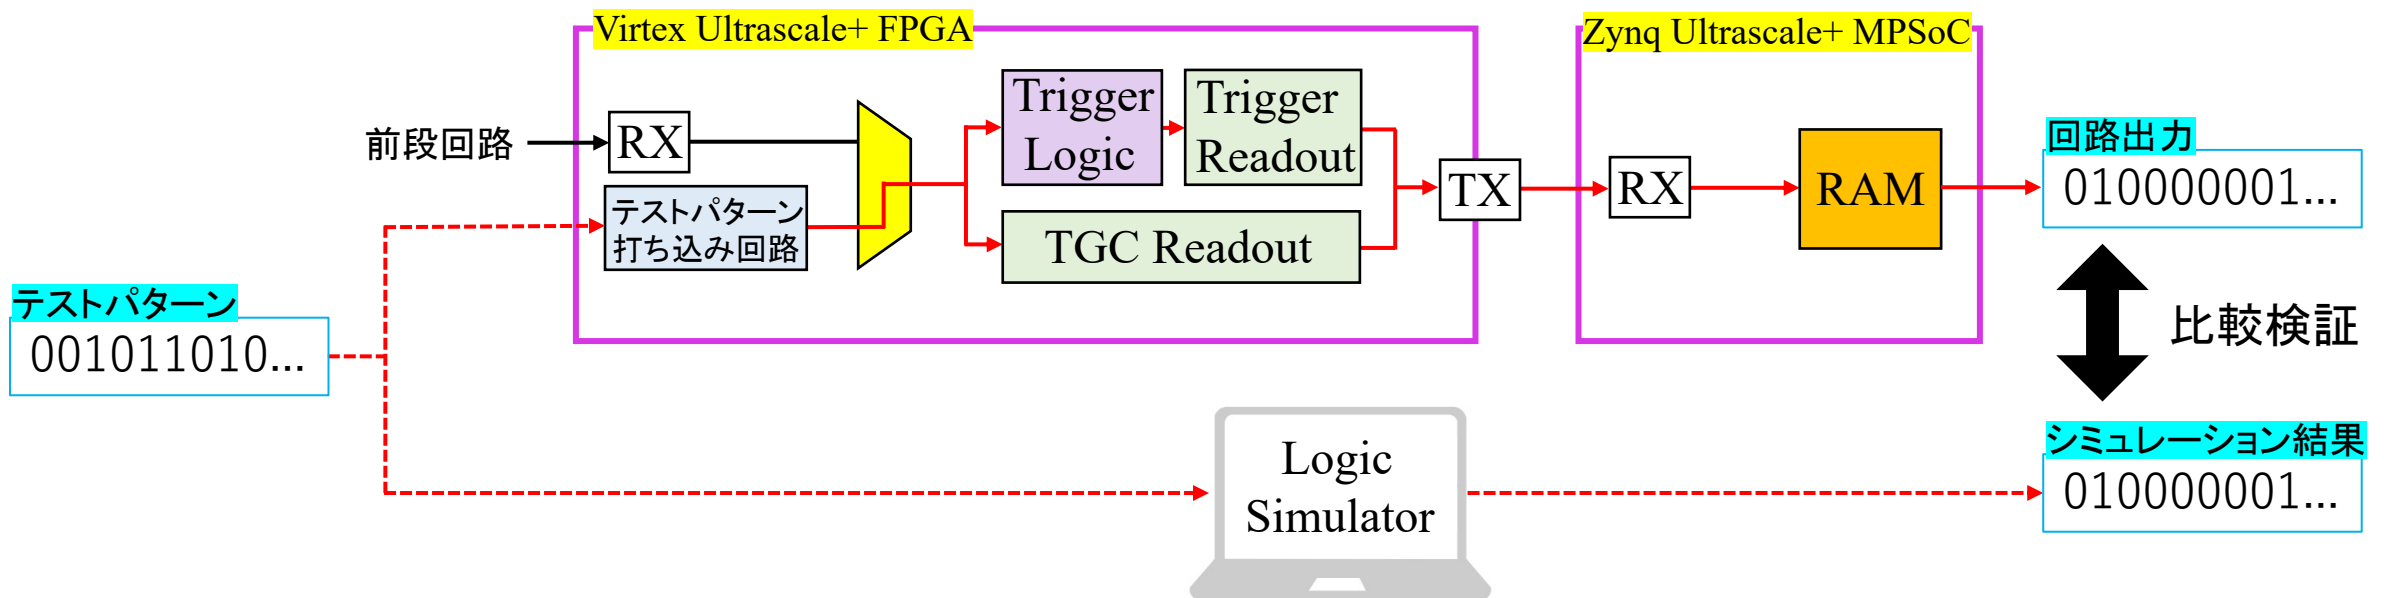 Virtex Ultrascale+ FPGA
Zynq Ultrascale+ MPSoC
前段回路
RX
テストパターン
打ち込み回路
Trigger
Logic
Trigger
Readout
TGC Readout
TX
RX
RAM
回路出力
010000001...
テストパターン
001011010...
比較検証
Logic
Simulator
シミュレーション結果
010000001...